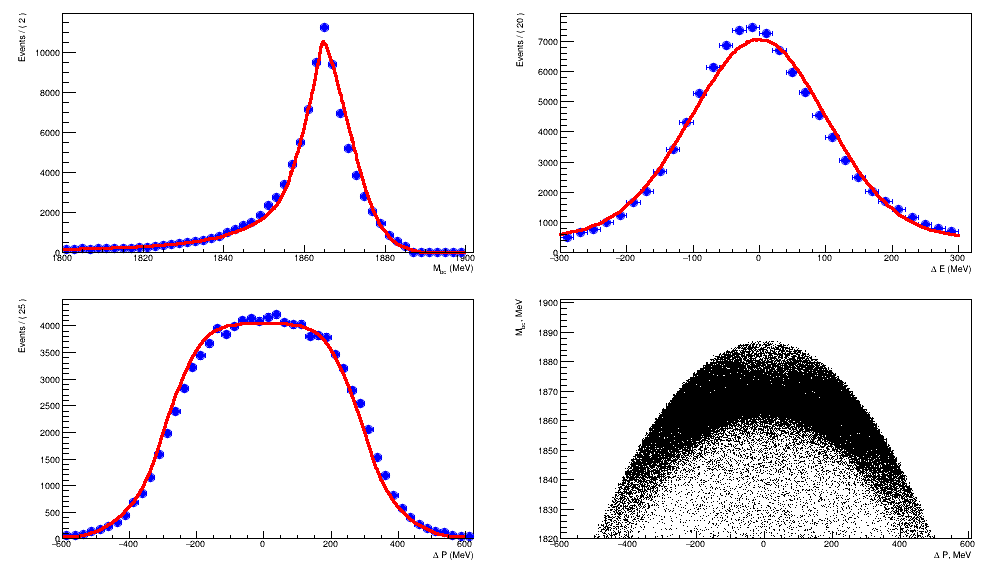 Events / ( 2 )
10000
8000
6000
4000
2000
0
1800 1820 1840 1860 1880 1900
M_bc (MeV)
Events / ( 20 )
7000
6000
5000
4000
3000
2000
1000
0
-300 -200 -100 0 100 200 300
Δ E (MeV)
Events / ( 25 )
4000
3500
3000
2500
2000
1500
1000
500
0
-600 -400 -200 0 200 400 600
Δ P (MeV)
M_bc, MeV
1900
1890
1880
1870
1860
1850
1840
1830
1820
-600 -400 -200 0 200 400 600
Δ P, MeV